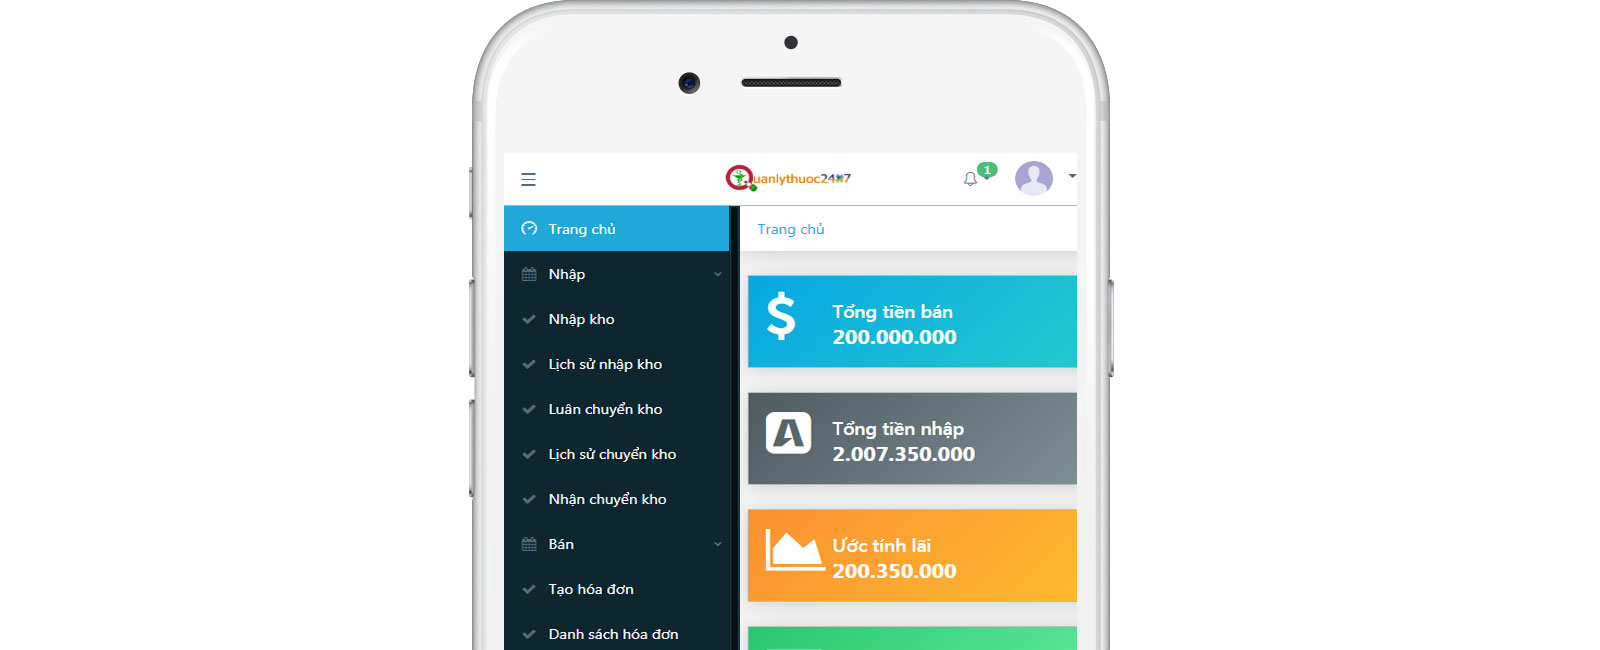 uanlythuoc24x7
1
Trang chủ
Nhập
Nhập kho
Lịch sử nhập kho
Luân chuyển kho
Lịch sử chuyển kho
Nhận chuyển kho
Bán
Tạo hóa đơn
Danh sách hóa đơn
Trang chủ
Tổng tiền bán
200.000.000
Tổng tiền nhập
2.007.350.000
Ước tính lãi
200.350.000